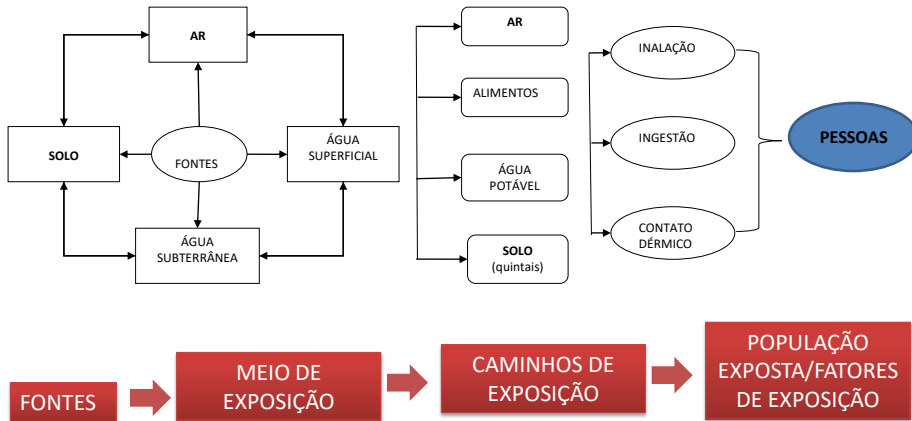 AR
SOLO
FONTES
ÁGUA
SUPERFICIAL
ÁGUA
SUBTERRÂNEA
AR
ALIMENTOS
ÁGUA
POTÁVEL
SOLO
(quintais)
INALAÇÃO
INGESTÃO
CONTATO
DÉRMICO
PESSOAS
FONTES
MEIO DE
EXPOSIÇÃO
CAMINHOS DE
EXPOSIÇÃO
POPULAÇÃO
EXPOSTA/FATORES
DE EXPOSIÇÃO